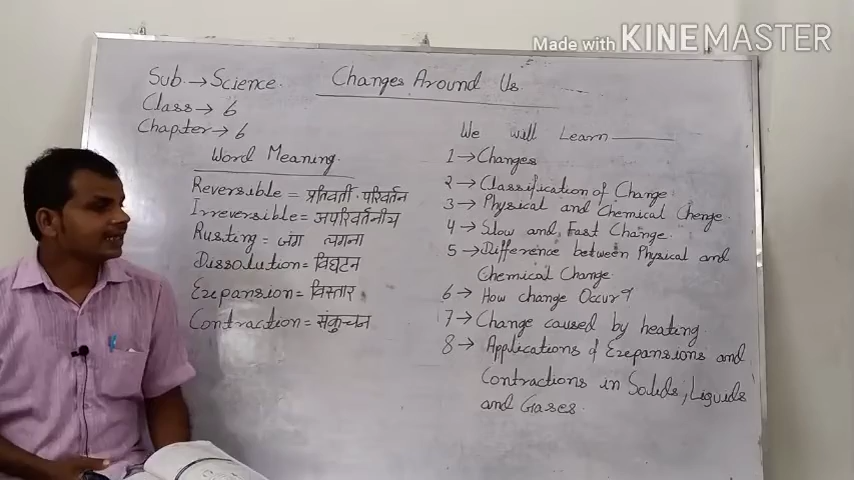 Made with KINEMASTER
Sub. → Science.
Changes Around Us
Class → 6
Chapter → 6
Word Meaning.
Reversible = प्रतिवर्ती परिवर्तन
Irreversible = अपरिवर्तनीय
Rusting = जंग लगना
Dissolution = विघटन
Expansion = विस्तार
Contraction = संकुचन
We will Learn
1 → Changes
2 → Classification of Change
3 → Physical and Chemical Chenge.
4 → Slow and Fast Change.
5 → Difference between Physical and
Chemical Change.
6 → How change Occur?
7 → Change caused by heating.
8 → Applications of Expansions and
Contractions in Solids, Liquids
and Gases.